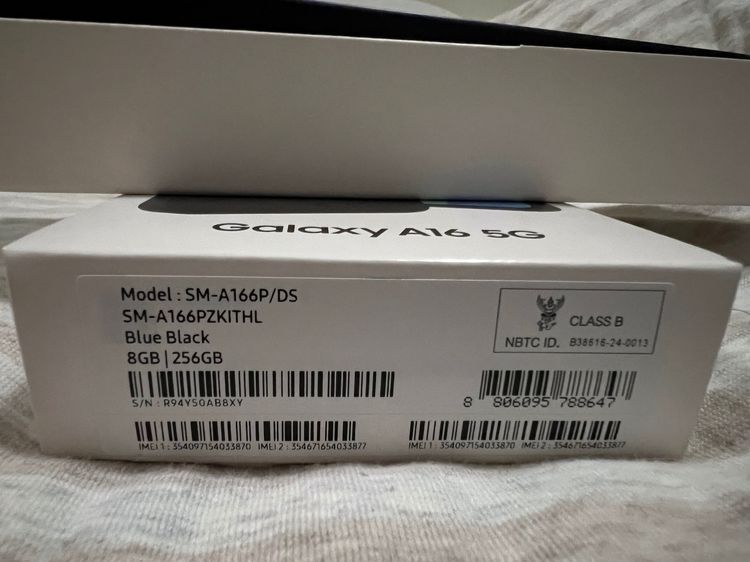 Galaxy A16 5G
Model : SM-A166P/DS
SM-A166PZKITHL
Blue Black
8GB | 256GB
S/N : R94Y50ABBXY
IMEI 1 : 354097154033870 IMEI 2 : 354671654033877
CLASS B
NBTC ID. B38616-24-0013
8 806095 788647
IMEI 1 : 354097154033870 IMEI 2 : 354671654033877